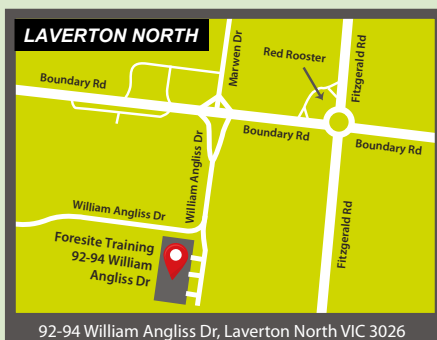 LAVERTON NORTH
Marwen Dr
Red Rooster
Fitzgerald Rd
Boundary Rd
Boundary Rd
Boundary Rd
William Angliss Dr
William Angliss Dr
Fitzgerald Rd
Foresite Training
92-94 William
Angliss Dr
92-94 William Angliss Dr, Laverton North VIC 3026